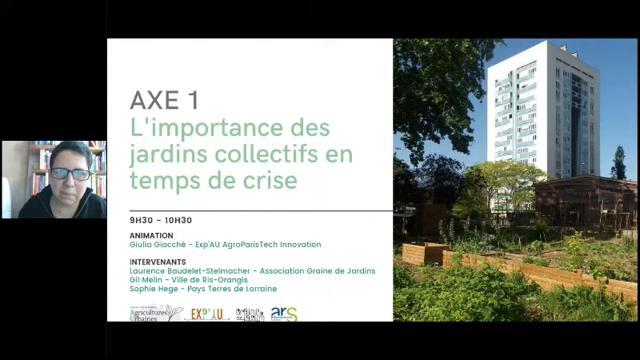 AXE 1
L'importance des
jardins collectifs en
temps de crise
9H30 - 10H30
ANIMATION
Giulia Giacchè - Exp'AU AgroParisTech Innovation
INTERVENANTS
Laurence Baudelet-Stelmacher - Association Graine de Jardins
Gil Melin - Ville de Ris-Orangis
Sophie Hege - Pays Terres de Lorraine
Agricultures
Urbaines
EXP'AU
ars